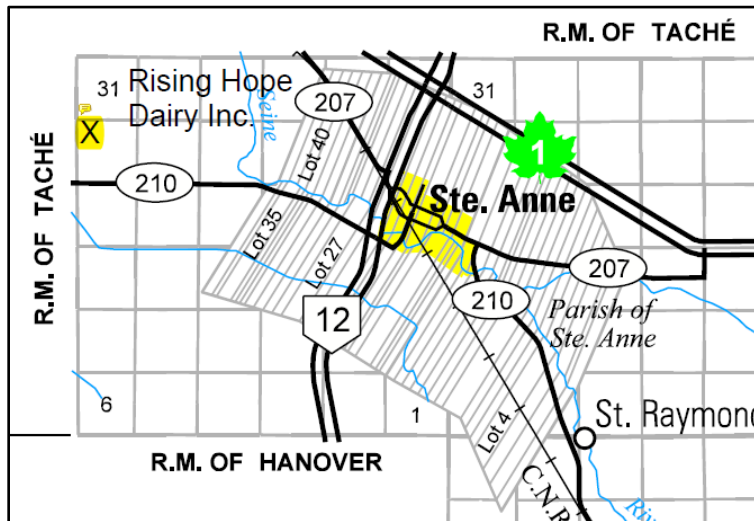 R.M. OF TACHÉ
31 Rising Hope
Dairy Inc.
X
207
31
1
Seine
Lot 40
R.M. OF TACHÉ
210
Ste. Anne
Lot 35
Lot 27
207
210
12
Parish of
Ste. Anne
6
1
Lot 4
St. Raymond
R.M. OF HANOVER
C.N.R
Riv